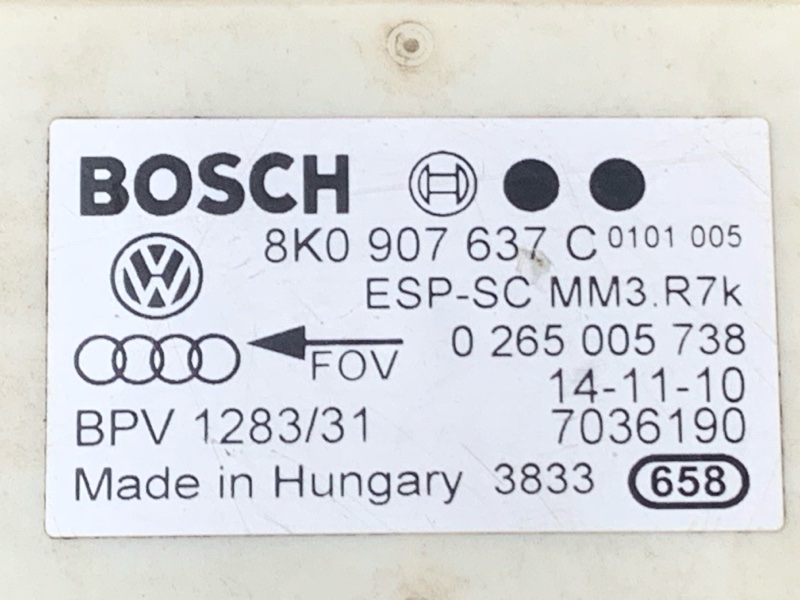 BOSCH
8K0 907 637 C 0101 005
ESP-SC MM3.R7k
0 265 005 738
FOV
14-11-10
BPV 1283/31 7036190
Made in Hungary 3833 658